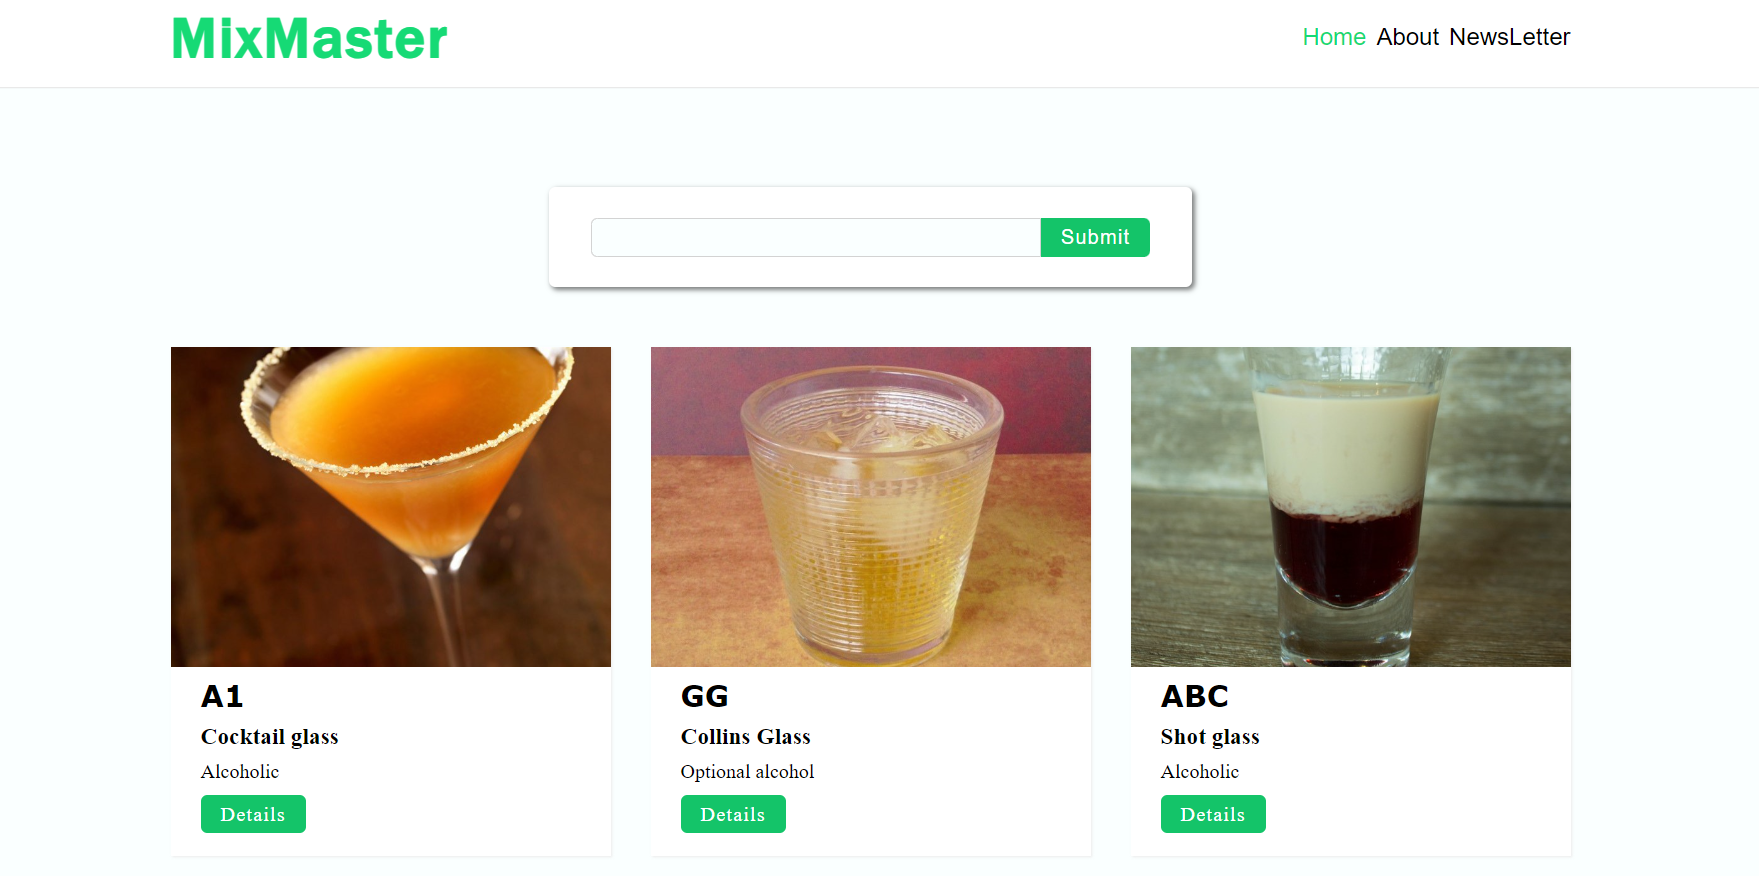 MixMaster
Home About NewsLetter
Submit
A1
Cocktail glass
Alcoholic
Details
GG
Collins Glass
Optional alcohol
Details
ABC
Shot glass
Alcoholic
Details